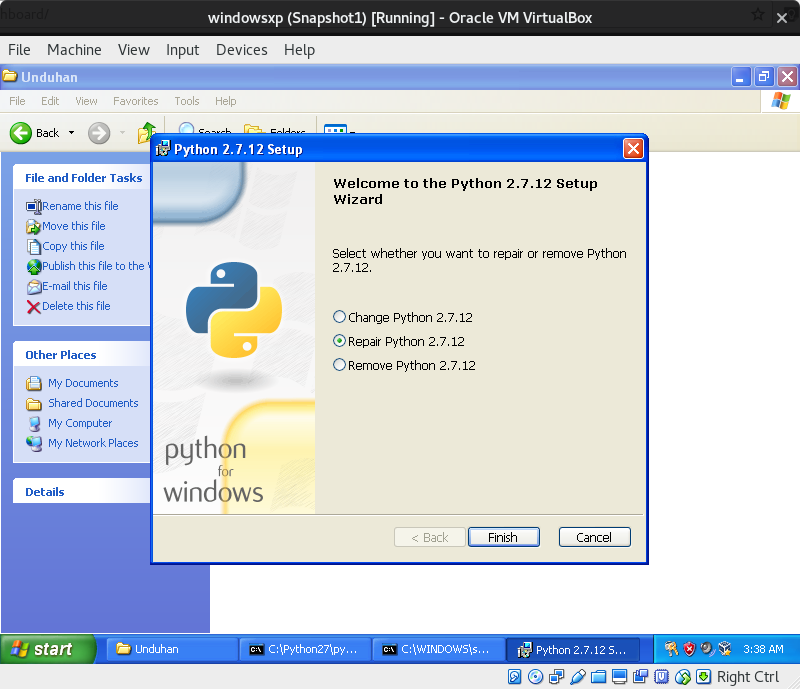 hboard/
windowsxp (Snapshot1) [Running] - Oracle VM VirtualBox
File Machine View Input Devices Help
Unduhan
File Edit View Favorites Tools Help
Back Search Folders
Python 2.7.12 Setup
File and Folder Tasks
Rename this file
Move this file
Copy this file
Publish this file to the
E-mail this file
Delete this file
Other Places
My Documents
Shared Documents
My Computer
My Network Places
Details
Welcome to the Python 2.7.12 Setup
Wizard
Select whether you want to repair or remove Python
2.7.12.
Change Python 2.7.12
Repair Python 2.7.12
Remove Python 2.7.12
python
for
windows
< Back Finish Cancel
start Unduhan C:\Python27\py... C:\WINDOWS\s... Python 2.7.12 S... 3:38 AM
Right Ctrl